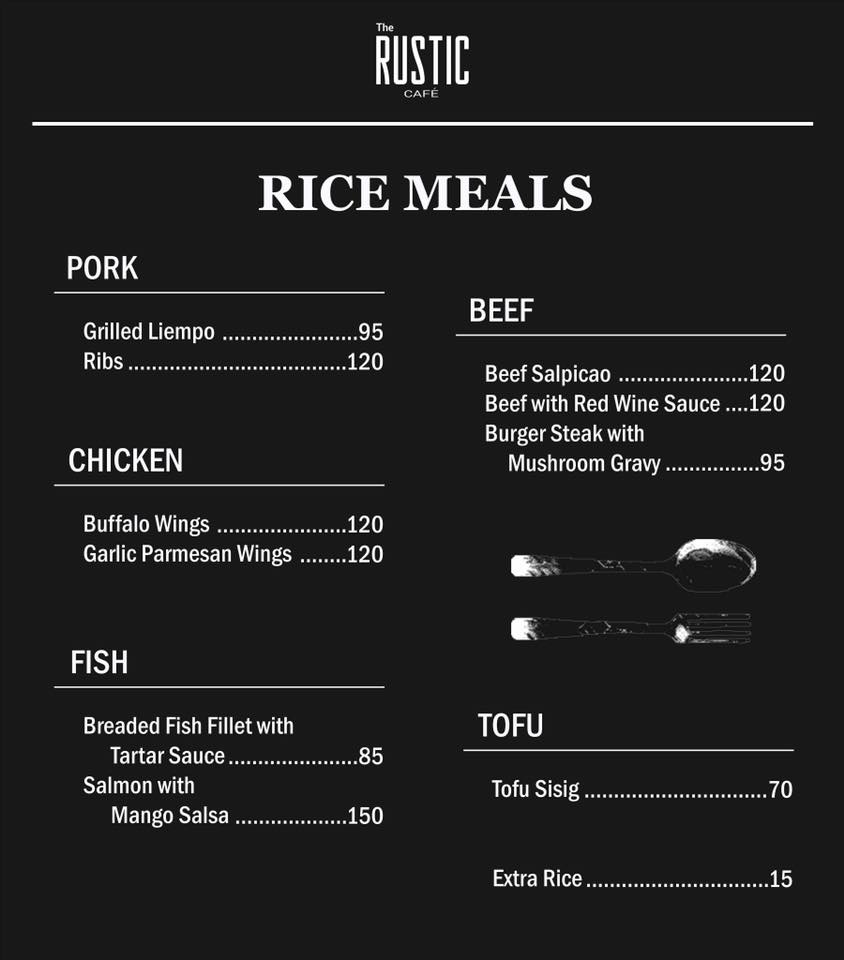 The
RUSTIC
CAFÉ
RICE MEALS
PORK
Grilled Liempo .......................95
Ribs .....................................120
CHICKEN
Buffalo Wings ......................120
Garlic Parmesan Wings ........120
FISH
Breaded Fish Fillet with
Tartar Sauce ......................85
Salmon with
Mango Salsa ...................150
BEEF
Beef Salpicao ......................120
Beef with Red Wine Sauce ....120
Burger Steak with
Mushroom Gravy ................95
TOFU
Tofu Sisig ...............................70
Extra Rice ...............................15